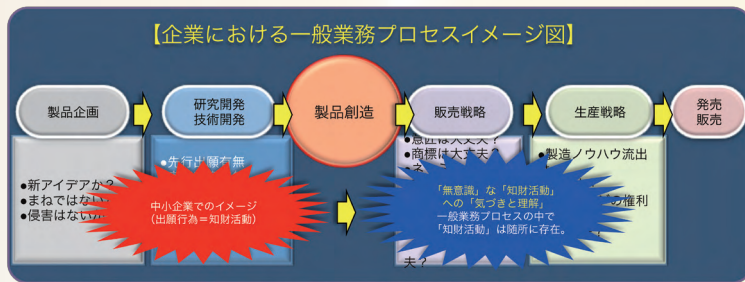 【企業における一般業務プロセスイメージ図】
製品企画
研究開発
技術開発
製品創造
販売戦略
生産戦略
発売
販売
●新アイデアか?
●まねではない
●侵害はない
●先行出願有無
●意匠は大丈夫?
●商標は大丈夫?
夫?
●製造ノウハウ流出
の権利
中小企業でのイメージ
(出願行為=知財活動)
「無意識」な「知財活動」
への「気づきと理解」
一般業務プロセスの中で
「知財活動」は随所に存在。